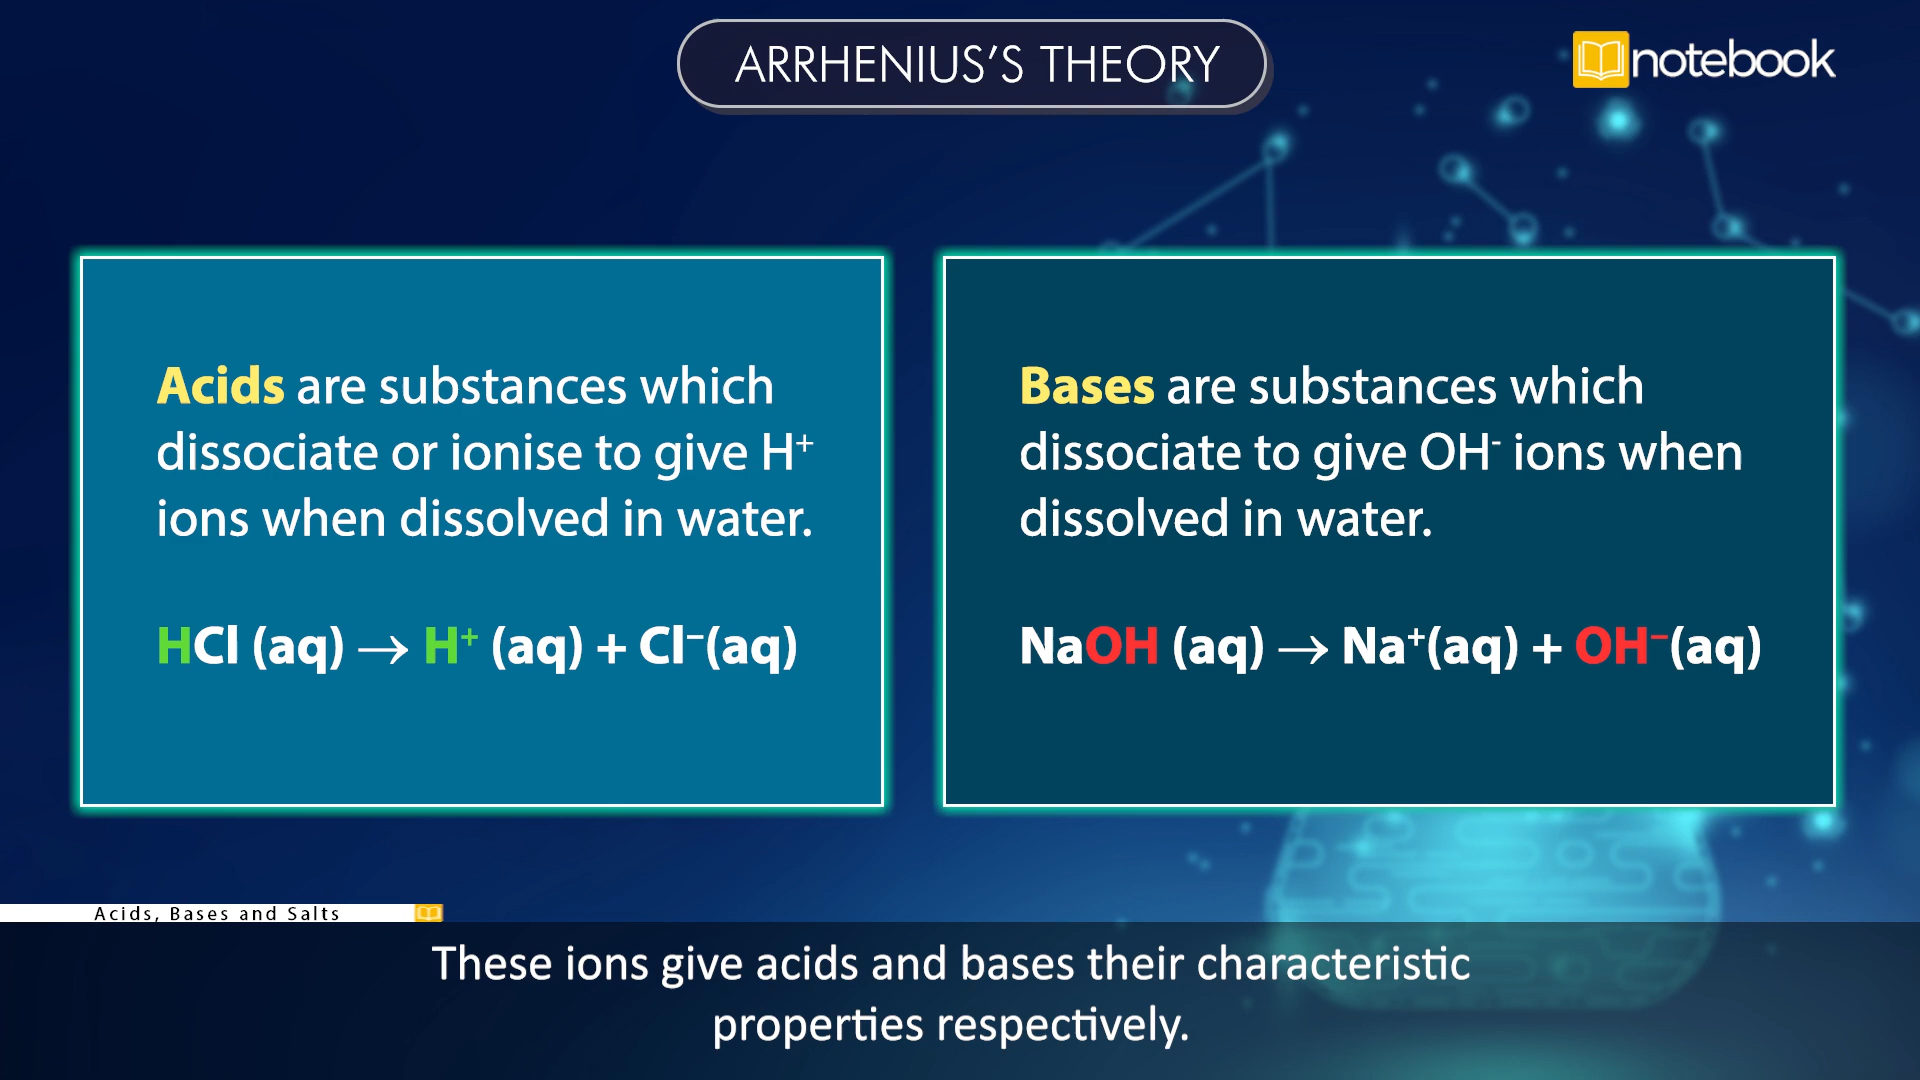 ARRHENIUS’S THEORY
notebook
Acids are substances which
dissociate or ionise to give H⁺
ions when dissolved in water.
HCl (aq) → H⁺ (aq) + Cl⁻(aq)
Bases are substances which
dissociate to give OH⁻ ions when
dissolved in water.
NaOH (aq) → Na⁺(aq) + OH⁻(aq)
Acids, Bases and Salts
These ions give acids and bases their characteristic
properties respectively.